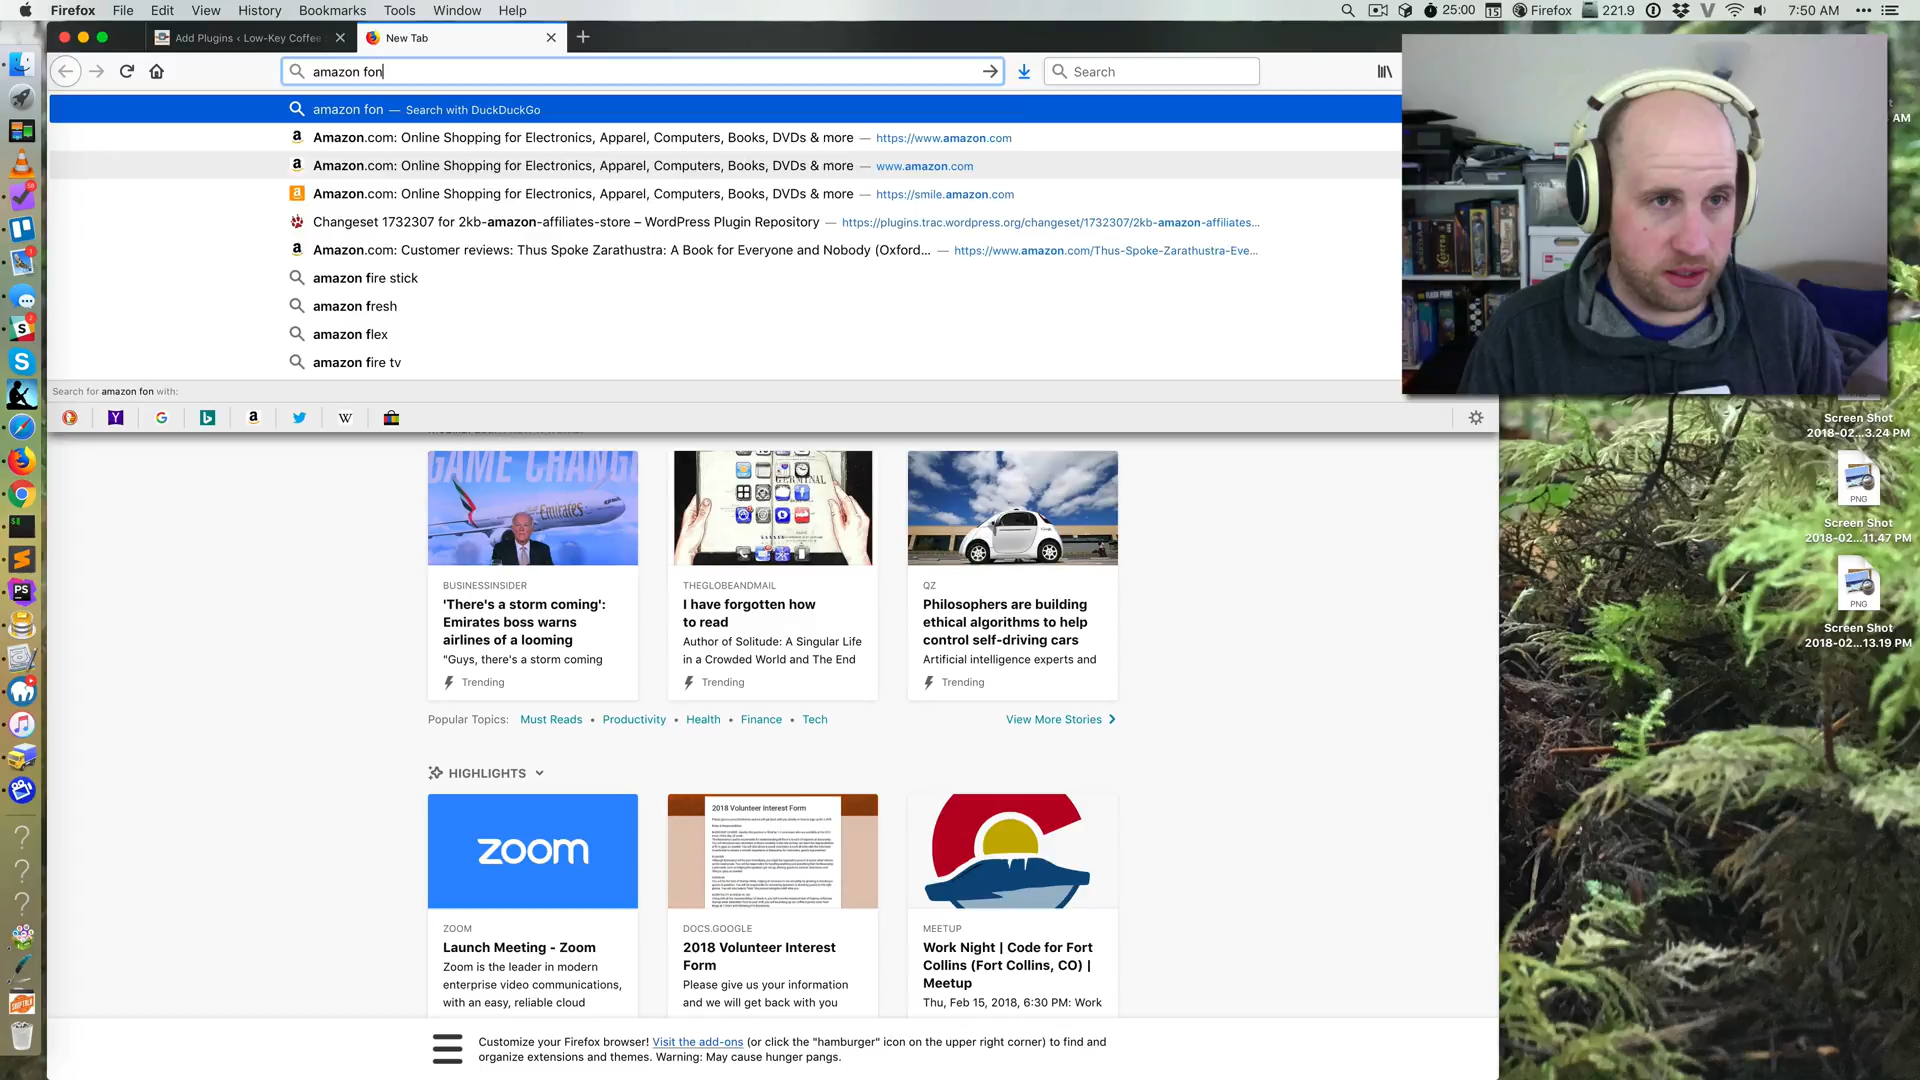 Firefox File Edit View History Bookmarks Tools Window Help
25:00 Firefox 221.9 7:50 AM
Add Plugins ‹ Low-Key Coffee
New Tab
amazon fon
Search
amazon fon — Search with DuckDuckGo
Amazon.com: Online Shopping for Electronics, Apparel, Computers, Books, DVDs & more — https://www.amazon.com
Amazon.com: Online Shopping for Electronics, Apparel, Computers, Books, DVDs & more — www.amazon.com
Amazon.com: Online Shopping for Electronics, Apparel, Computers, Books, DVDs & more — https://smile.amazon.com
Changeset 1732307 for 2kb-amazon-affiliates-store – WordPress Plugin Repository — https://plugins.trac.wordpress.org/changeset/1732307/2kb-amazon-affiliates...
Amazon.com: Customer reviews: Thus Spoke Zarathustra: A Book for Everyone and Nobody (Oxford... — https://www.amazon.com/Thus-Spoke-Zarathustra-Eve...
amazon fire stick
amazon fresh
amazon flex
amazon fire tv
Search for amazon fon with:
AM
GAME CHANG
Emirates
BUSINESSINSIDER
'There's a storm coming':
Emirates boss warns
airlines of a looming
"Guys, there's a storm coming
Trending
THEGLOBEANDMAIL
I have forgotten how
to read
Author of Solitude: A Singular Life
in a Crowded World and The End
Trending
QZ
Philosophers are building
ethical algorithms to help
control self-driving cars
Artificial intelligence experts and
Trending
Popular Topics: Must Reads • Productivity • Health • Finance • Tech
View More Stories
HIGHLIGHTS
zoom
ZOOM
Launch Meeting - Zoom
Zoom is the leader in modern
enterprise video communications,
with an easy, reliable cloud
2018 Volunteer Interest Form
DOCS.GOOGLE
2018 Volunteer Interest
Form
Please give us your information
and we will get back with you
MEETUP
Work Night | Code for Fort
Collins (Fort Collins, CO) |
Meetup
Thu, Feb 15, 2018, 6:30 PM: Work
Customize your Firefox browser! Visit the add-ons (or click the "hamburger" icon on the upper right corner) to find and
organize extensions and themes. Warning: May cause hunger pangs.
Screen Shot
2018-02...3.24 PM
PNG
Screen Shot
2018-02...11.47 PM
PNG
Screen Shot
2018-02...13.19 PM